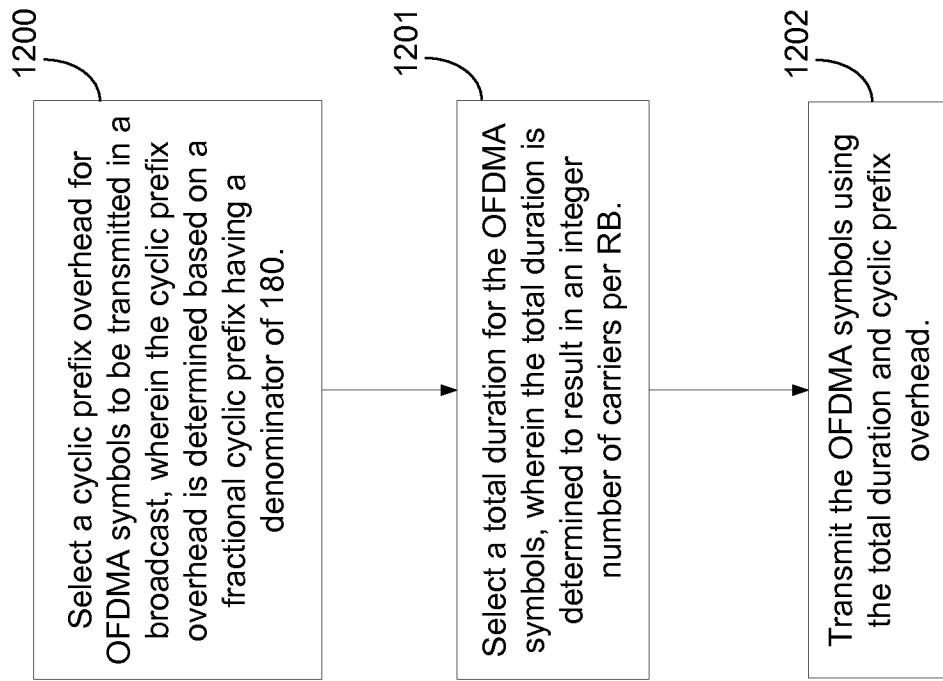 1200
Select a cyclic prefix overhead for
OFDMA symbols to be transmitted in a
broadcast, wherein the cyclic prefix
overhead is determined based on a
fractional cyclic prefix having a
denominator of 180.
1201
Select a total duration for the OFDMA
symbols, wherein the total duration is
determined to result in an integer
number of carriers per RB.
1202
Transmit the OFDMA symbols using
the total duration and cyclic prefix
overhead.